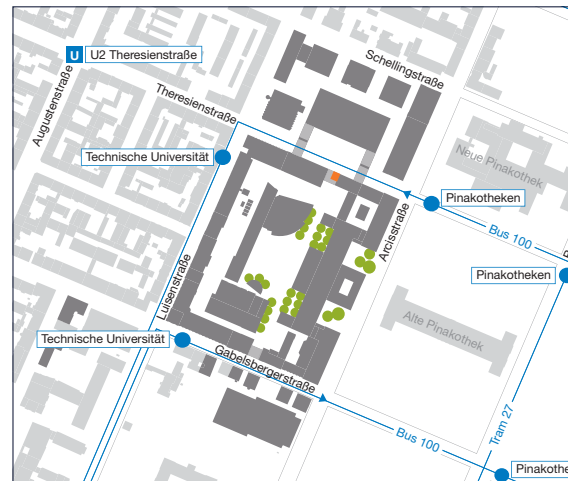 U
U2 Theresienstraße
Schellingstraße
Augustenstraße
Theresienstraße
Technische Universität
Neue Pinakothek
Pinakotheken
Bus 100
Arcisstraße
Pinakotheken
Luisenstraße
Alte Pinakothek
Technische Universität
Gabelsbergerstraße
Tram 27
Bus 100
Pinakothe